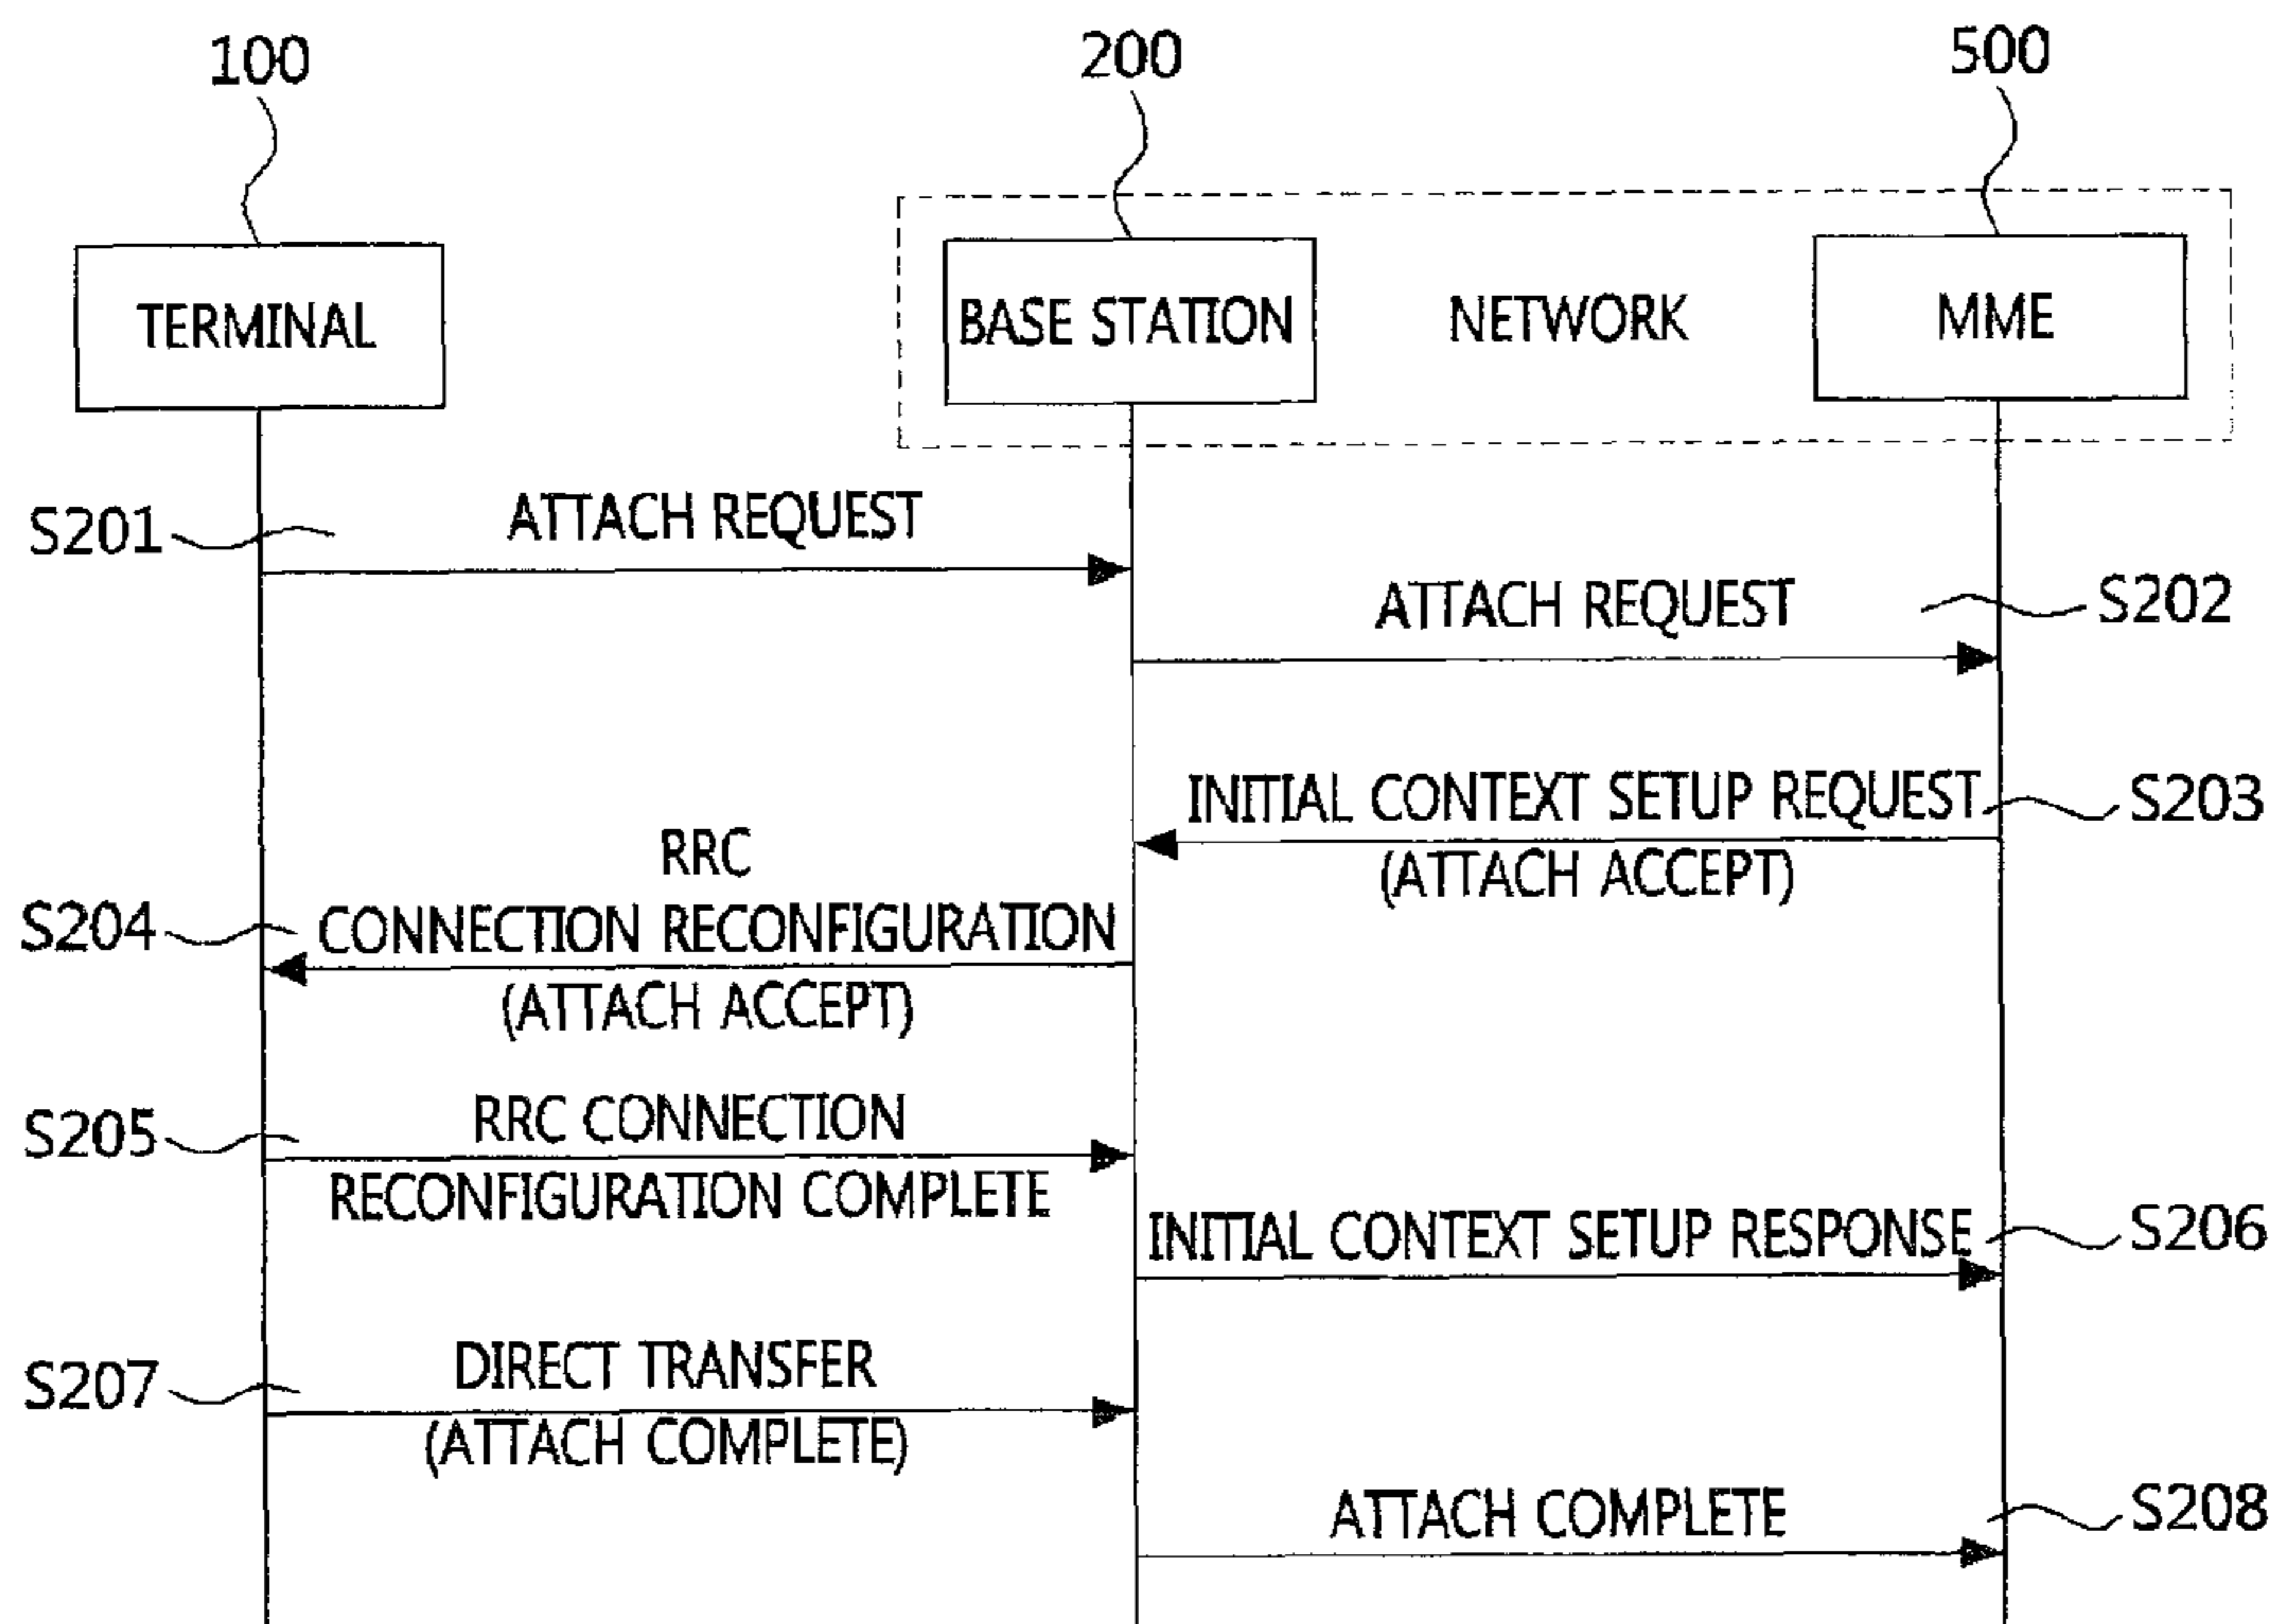 100
200
500
TERMINAL
BASE STATION
NETWORK
MME
S201
ATTACH REQUEST
ATTACH REQUEST
S202
INITIAL CONTEXT SETUP REQUEST
S203
(ATTACH ACCEPT)
RRC
S204
CONNECTION RECONFIGURATION
(ATTACH ACCEPT)
S205
RRC CONNECTION
RECONFIGURATION COMPLETE
INITIAL CONTEXT SETUP RESPONSE
S206
S207
DIRECT TRANSFER
(ATTACH COMPLETE)
ATTACH COMPLETE
S208